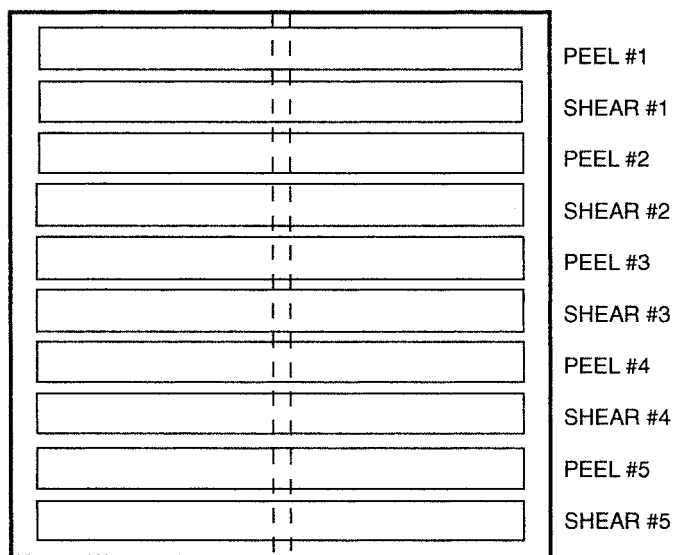 PEEL #1
SHEAR #1
PEEL #2
SHEAR #2
PEEL #3
SHEAR #3
PEEL #4
SHEAR #4
PEEL #5
SHEAR #5